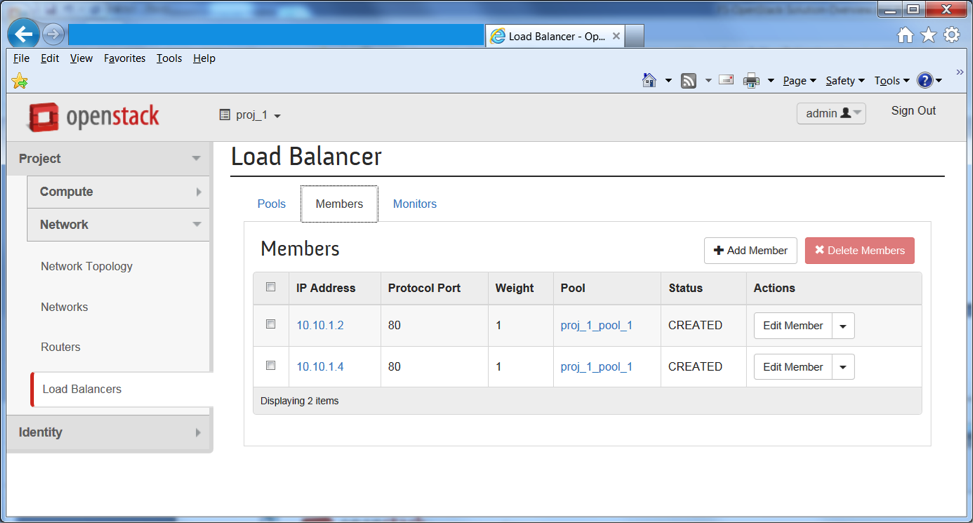 Load Balancer - Op...
File Edit View Favorites Tools Help
Page Safety Tools
openstack
proj_1
admin
Sign Out
Project
Compute
Network
Network Topology
Networks
Routers
Load Balancers
Identity
Load Balancer
Pools Members Monitors
Members
Add Member
Delete Members
IP Address Protocol Port Weight Pool Status Actions
10.10.1.2 80 1 proj_1_pool_1 CREATED Edit Member
10.10.1.4 80 1 proj_1_pool_1 CREATED Edit Member
Displaying 2 items